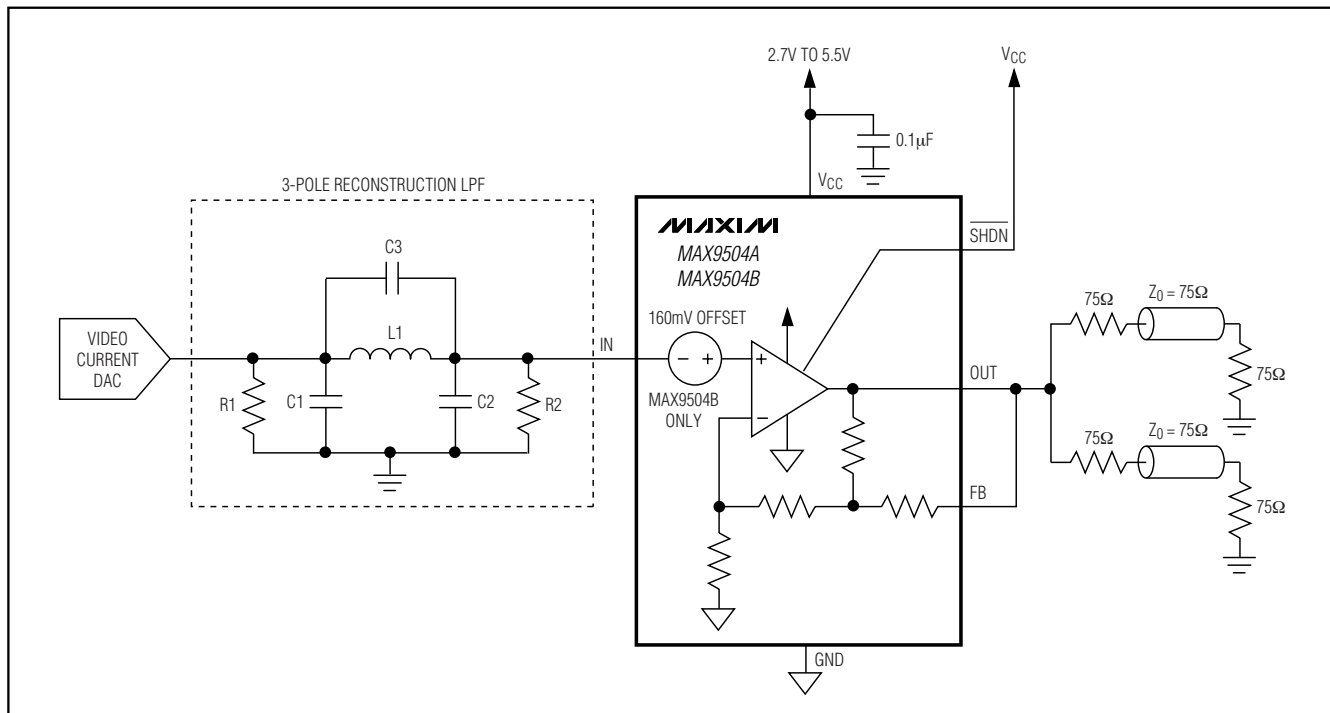 2.7V TO 5.5V
VCC
0.1µF
3-POLE RECONSTRUCTION LPF
VCC
MAXIM
SHDN
MAX9504A
MAX9504B
C3
75Ω
Z0 = 75Ω
VIDEO
CURRENT
DAC
L1
160mV OFFSET
IN
- +
+
OUT
75Ω
R1
C1
C2
R2
MAX9504B
ONLY
-
75Ω
Z0 = 75Ω
FB
75Ω
GND